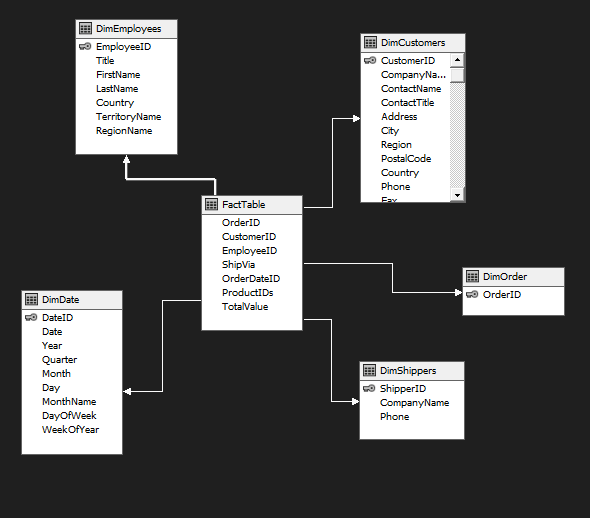 DimEmployees
EmployeeID
Title
FirstName
LastName
Country
TerritoryName
RegionName
DimCustomers
CustomerID
CompanyNa...
ContactName
ContactTitle
Address
City
Region
PostalCode
Country
Phone
Fax
FactTable
OrderID
CustomerID
EmployeeID
ShipVia
OrderDateID
ProductIDs
TotalValue
DimOrder
OrderID
DimDate
DateID
Date
Year
Quarter
Month
Day
MonthName
DayOfWeek
WeekOfYear
DimShippers
ShipperID
CompanyName
Phone